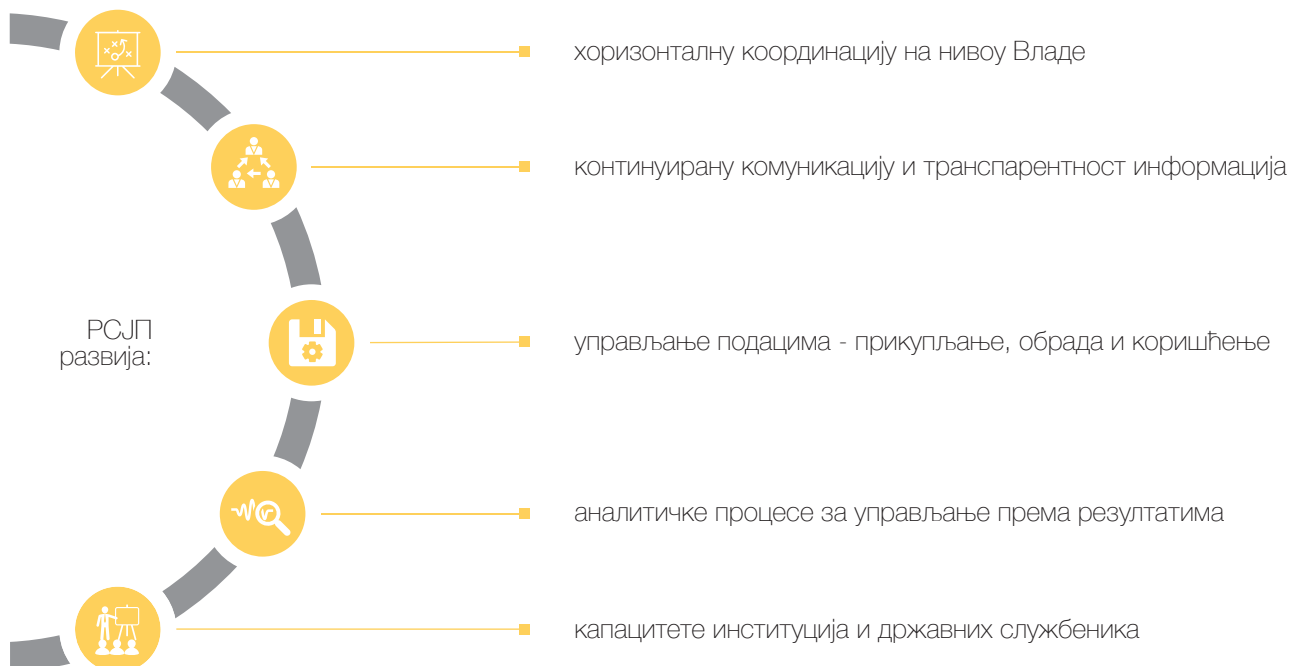 РСЈП
развија:
хоризонталну координацију на нивоу Владе
континуирану комуникацију и транспарентност информација
управљање подацима - прикупљање, обрада и коришћење
аналитичке процесе за управљање према резултатима
капацитете институција и државних службеника